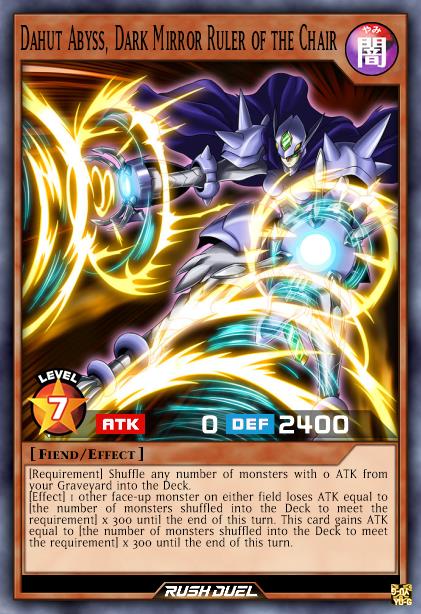 Dahut Abyss, Dark Mirror Ruler of the Chair
やみ
闇
LEVEL
7
ATK 0 DEF 2400
[Fiend/Effect]
[Requirement] Shuffle any number of monsters with 0 ATK from
your Graveyard into the Deck.
[Effect] 1 other face-up monster on either field loses ATK equal to
[the number of monsters shuffled into the Deck to meet the
requirement] x 300 until the end of this turn. This card gains ATK
equal to [the number of monsters shuffled into the Deck to meet
the requirement] x 300 until the end of this turn.
RUSH DUEL